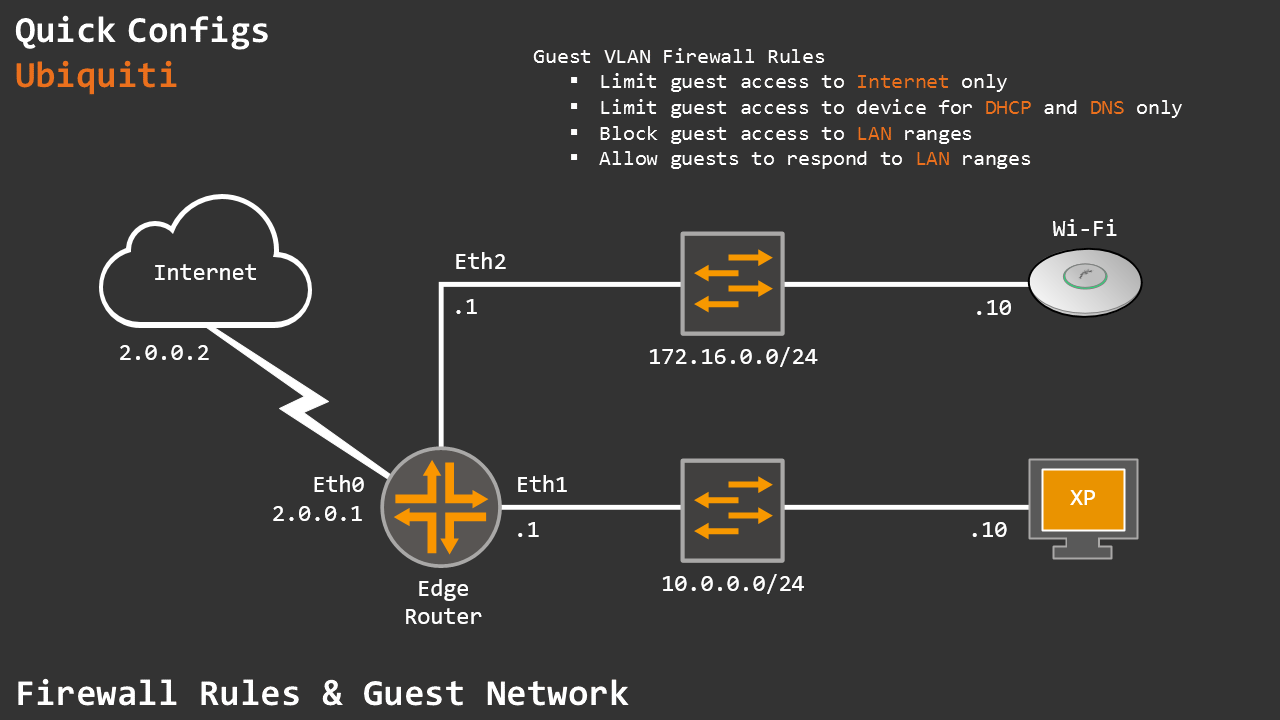 Quick Configs
Ubiquiti
Guest VLAN Firewall Rules
▪ Limit guest access to Internet only
▪ Limit guest access to device for DHCP and DNS only
▪ Block guest access to LAN ranges
▪ Allow guests to respond to LAN ranges
Wi-Fi
Internet
Eth2
.1
.10
2.0.0.2
172.16.0.0/24
Eth0
2.0.0.1
Eth1
.1
XP
.10
10.0.0.0/24
Edge
Router
Firewall Rules & Guest Network